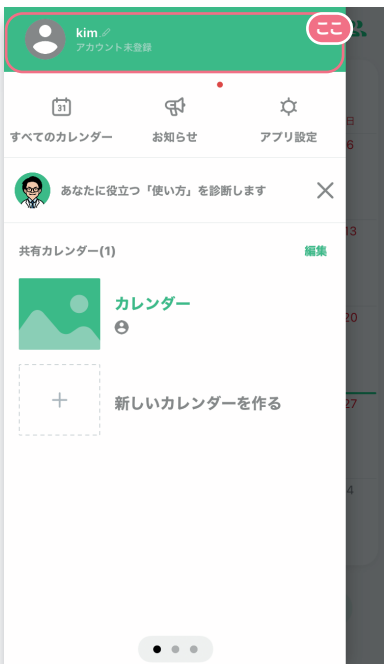 kim
ここ
アカウント未登録
31
すべてのカレンダー
お知らせ
アプリ設定
日
6
あなたに役立つ「使い方」を診断します
13
共有カレンダー(1)
編集
カレンダー
20
新しいカレンダーを作る
27
4